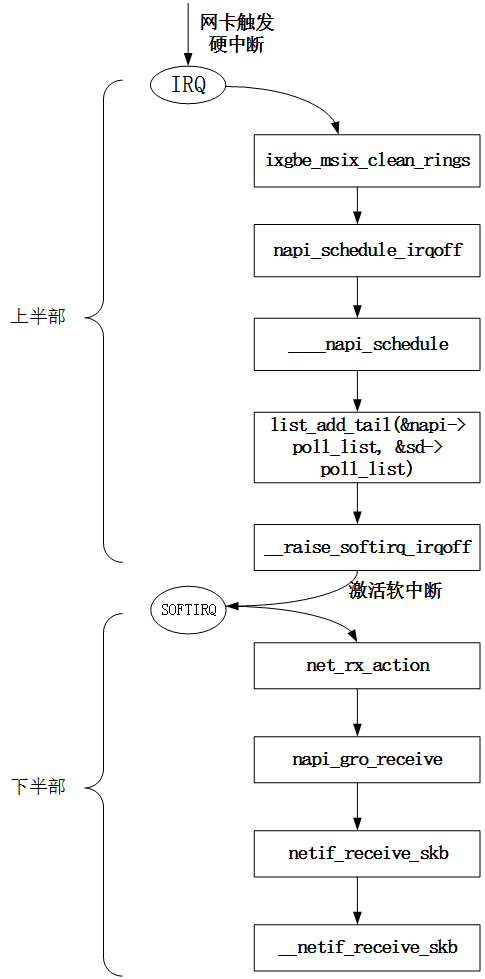 网卡触发
硬中断
IRQ
ixgbe_msix_clean_rings
napi_schedule_irqoff
____napi_schedule
上半部
list_add_tail(&napi->
poll_list, &sd->
poll_list)
__raise_softirq_irqoff
激活软中断
SOFTIRQ
net_rx_action
napi_gro_receive
下半部
netif_receive_skb
__netif_receive_skb